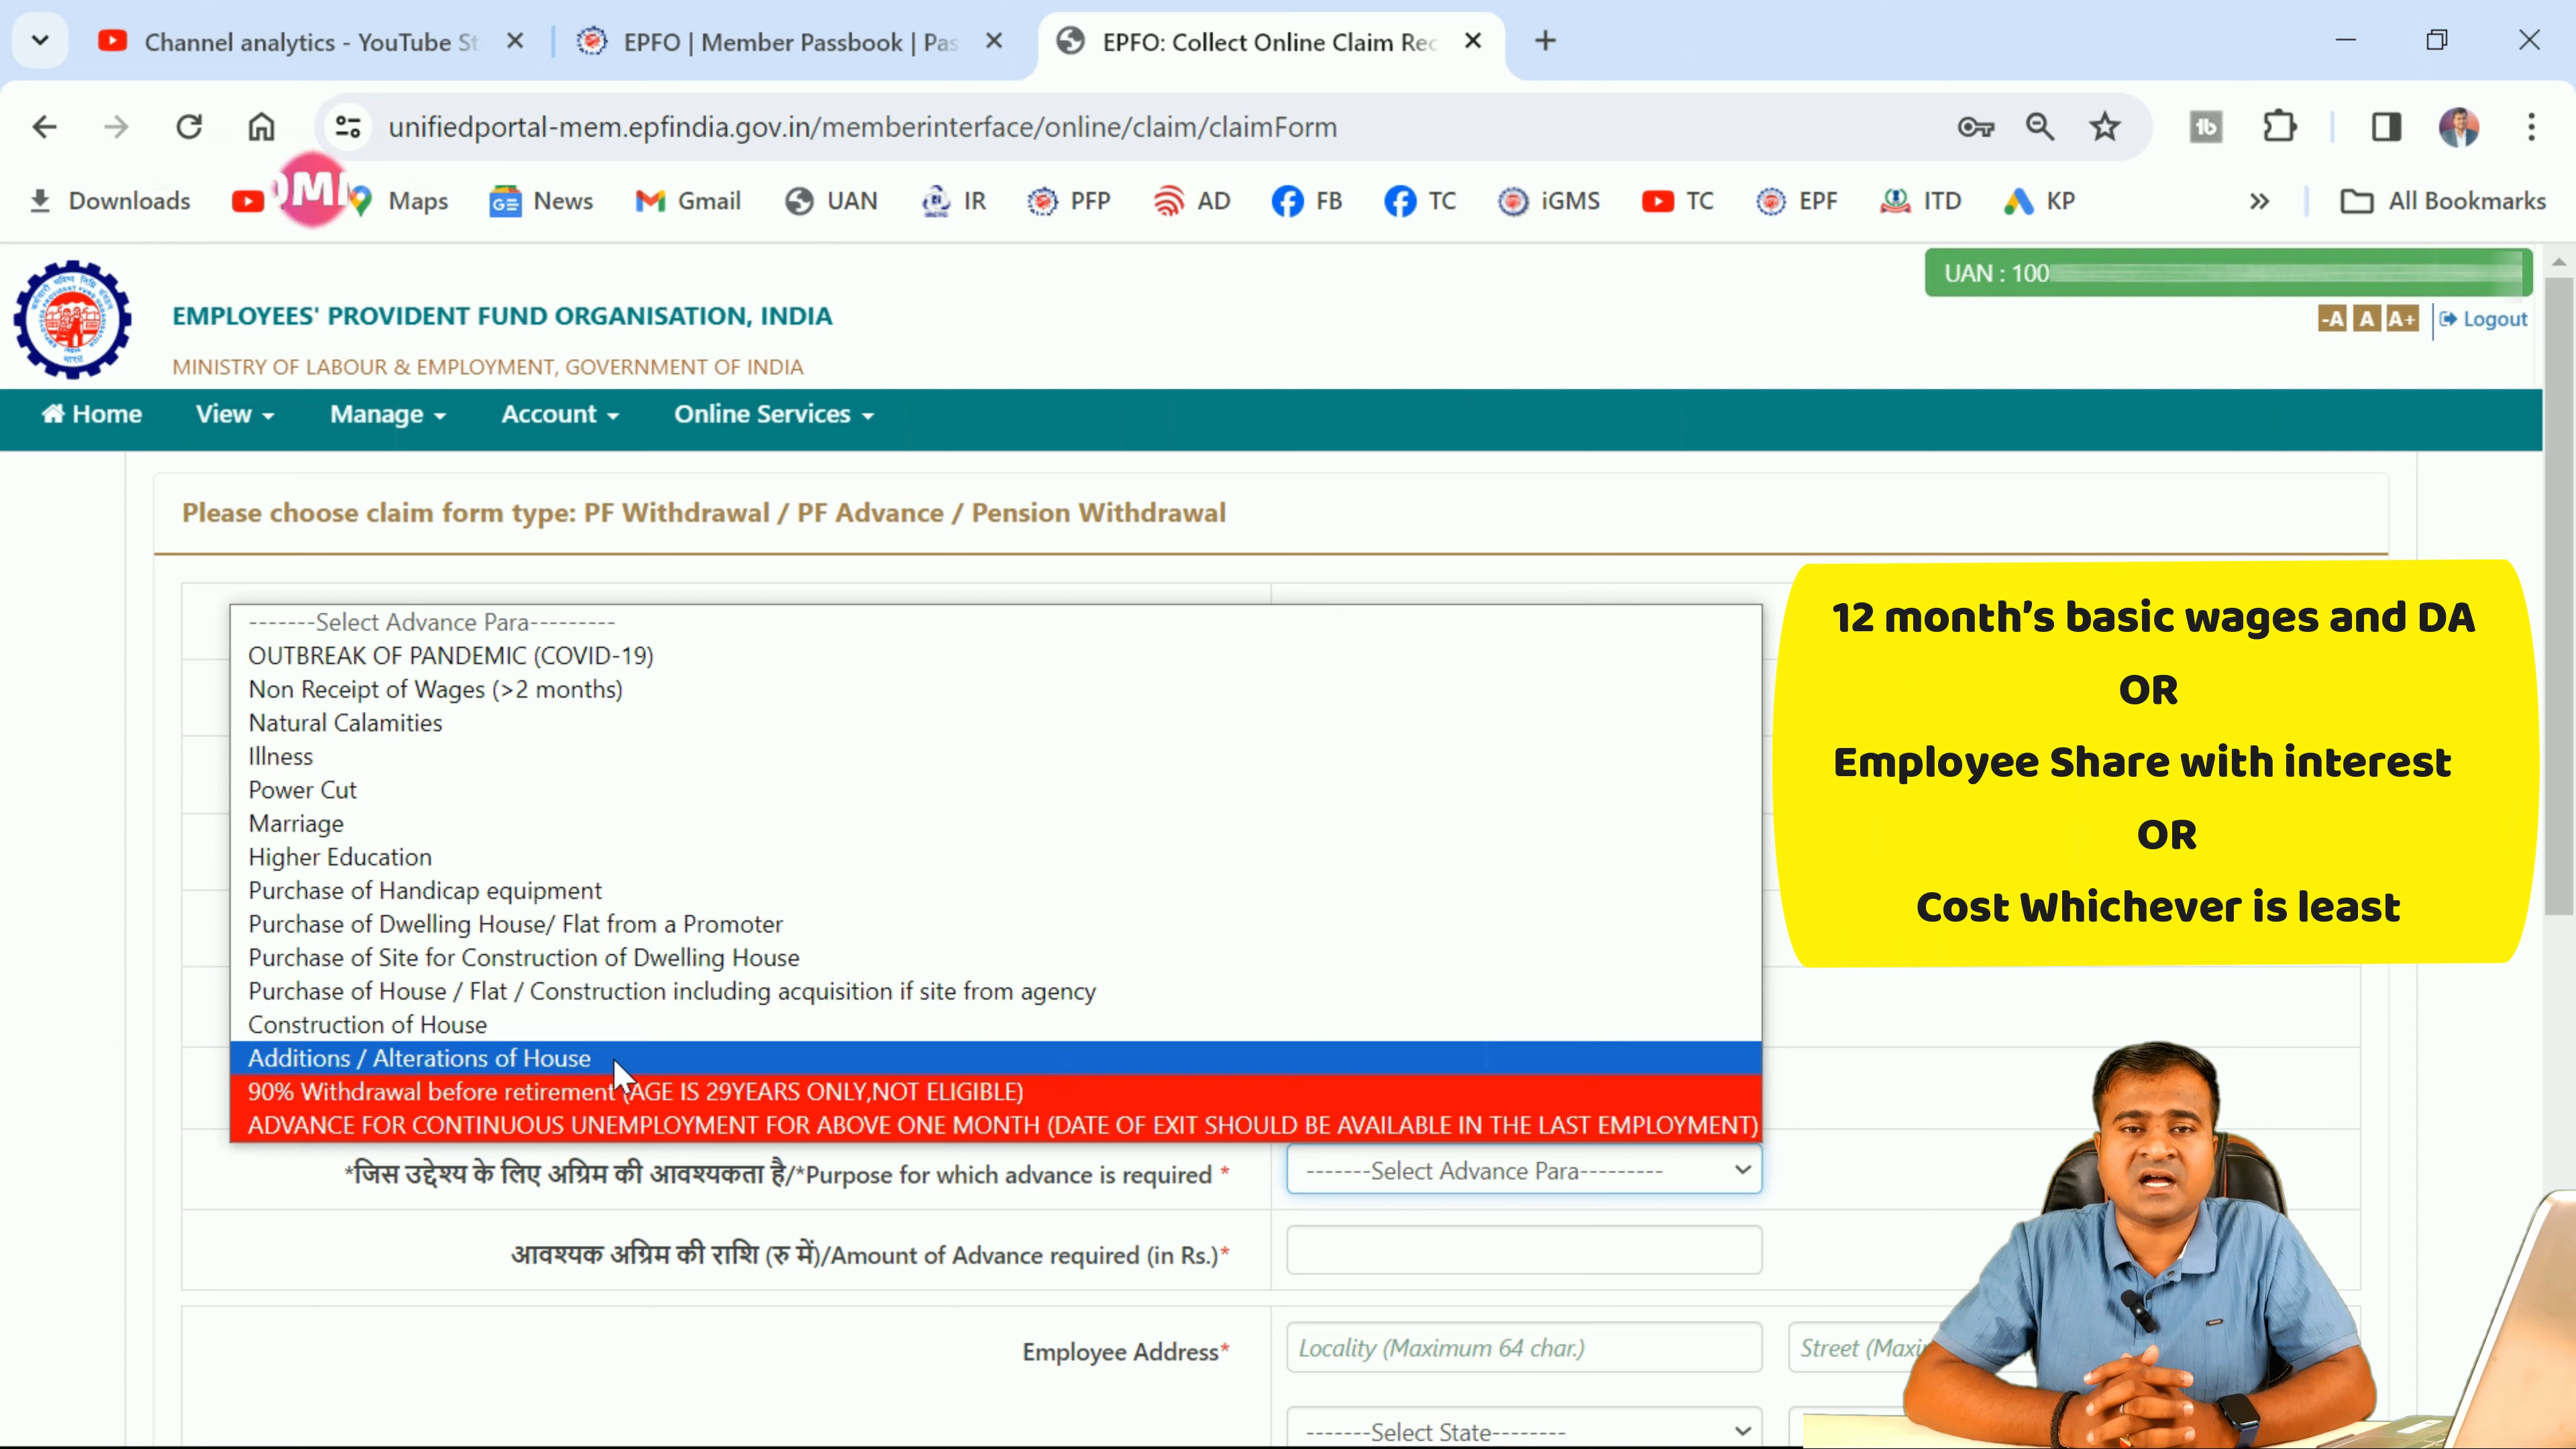 Channel analytics - YouTube St
EPFO | Member Passbook | Pas
EPFO: Collect Online Claim Rec
unifiedportal-mem.epfindia.gov.in/memberinterface/online/claim/claimForm
Downloads
Maps
News
Gmail
UAN
IR
PFP
AD
FB
TC
iGMS
TC
EPF
ITD
KP
All Bookmarks
UAN : 100
EMPLOYEES' PROVIDENT FUND ORGANISATION, INDIA
-A A A+ Logout
MINISTRY OF LABOUR & EMPLOYMENT, GOVERNMENT OF INDIA
Home View Manage Account Online Services
Please choose claim form type: PF Withdrawal / PF Advance / Pension Withdrawal
-------Select Advance Para---------
OUTBREAK OF PANDEMIC (COVID-19)
Non Receipt of Wages (>2 months)
Natural Calamities
Illness
Power Cut
Marriage
Higher Education
Purchase of Handicap equipment
Purchase of Dwelling House/ Flat from a Promoter
Purchase of Site for Construction of Dwelling House
Purchase of House / Flat / Construction including acquisition if site from agency
Construction of House
Additions / Alterations of House
90% Withdrawal before retirement (AGE IS 29YEARS ONLY,NOT ELIGIBLE)
ADVANCE FOR CONTINUOUS UNEMPLOYMENT FOR ABOVE ONE MONTH (DATE OF EXIT SHOULD BE AVAILABLE IN THE LAST EMPLOYMENT)
12 month's basic wages and DA
OR
Employee Share with interest
OR
Cost Whichever is least
*जिस उद्देश्य के लिए अग्रिम की आवश्यकता है/*Purpose for which advance is required *
-------Select Advance Para---------
आवश्यक अग्रिम की राशि (रु में)/Amount of Advance required (in Rs.)*
Employee Address*
Locality (Maximum 64 char.)
Street (Maxi
-------Select State--------